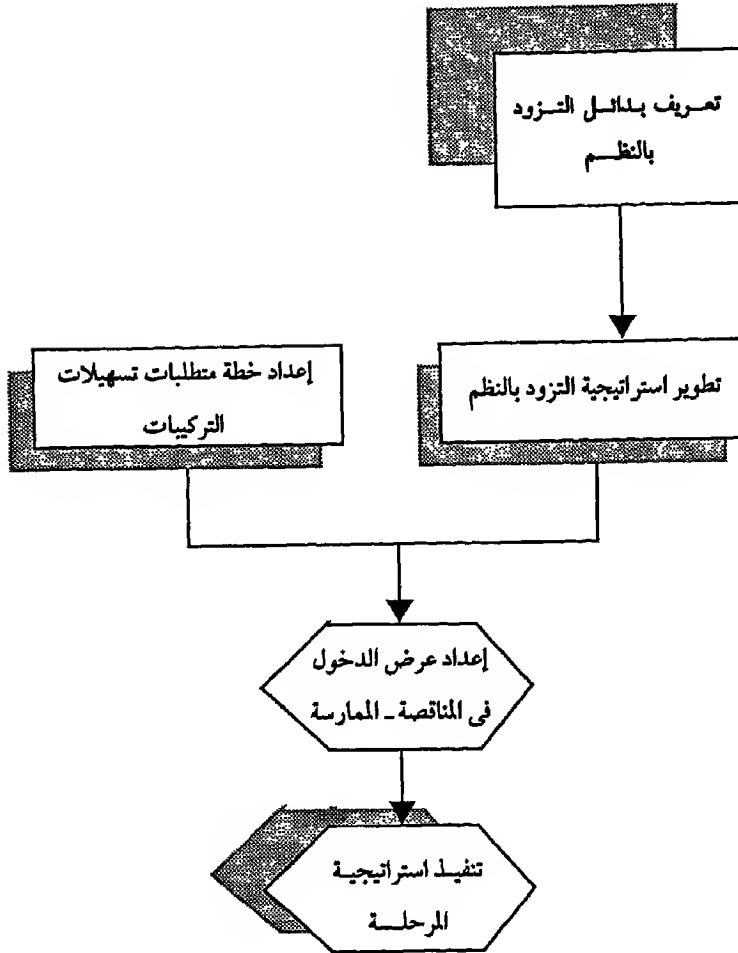 تعريف بدائل التزود
بالنظم
تطوير استراتيجية التزود بالنظم
إعداد خطة متطلبات تسهيلات
التركيبات
إعداد عرض الدخول
فى المناقصة ـ الممارسة
تنفيذ استراتيجية
المرحلة